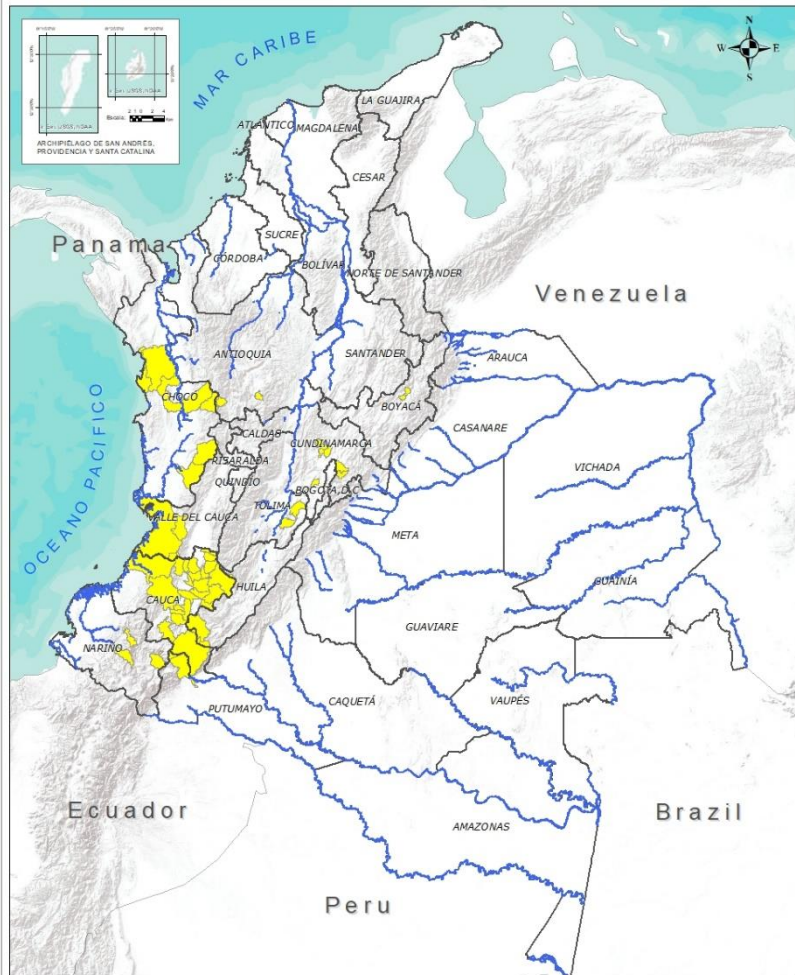 MAR CARIBE
N
W
E
S
ARCHIPIÉLAGO DE SAN ANDRÉS,
PROVIDENCIA Y SANTA CATALINA
LA GUAJIRA
ATLÁNTICO
MAGDALENA
CESAR
Panama
SUCRE
CÓRDOBA
BOLÍVAR
NORTE DE SANTANDER
Venezuela
ANTIOQUIA
SANTANDER
ARAUCA
CHOCÓ
BOYACÁ
OCEANO PACIFICO
CALDAS
CUNDINAMARCA
CASANARE
RISARALDA
VICHADA
QUINDIO
BOGOTÁ, D.C.
TOLIMA
VALLE DEL CAUCA
META
HUILA
GUAINÍA
CAUCA
GUAVIARE
NARIÑO
VAUPÉS
CAQUETÁ
PUTUMAYO
Ecuador
Brazil
AMAZONAS
Peru